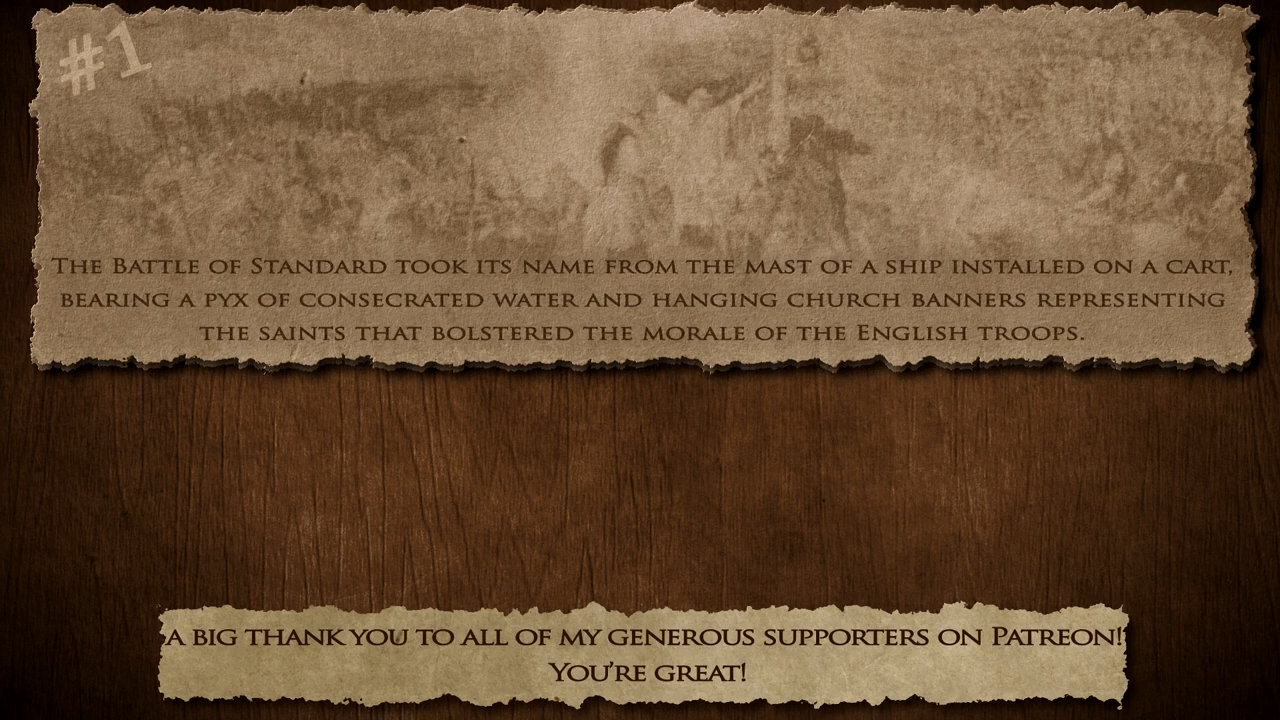 #1
The Battle of Standard took its name from the mast of a ship installed on a cart,
bearing a pyx of consecrated water and hanging church banners representing
the saints that bolstered the morale of the English troops.
A big thank you to all of my generous supporters on Patreon!
You're great!